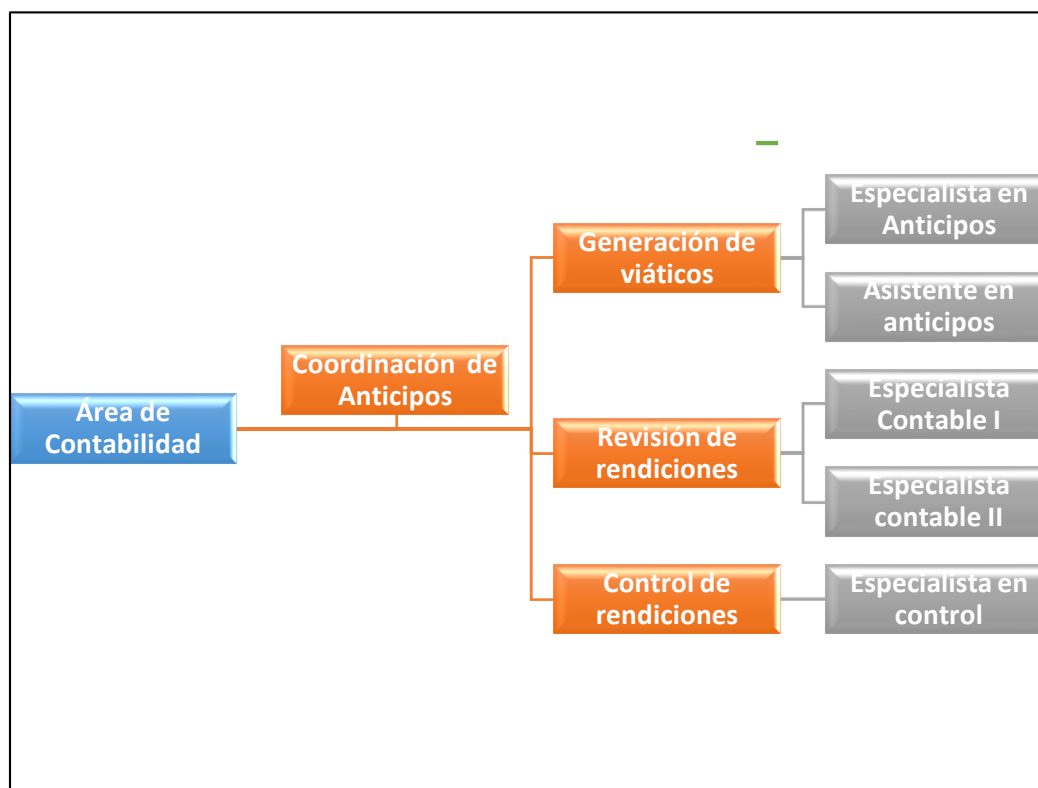 Área de
Contabilidad
Coordinación de
Anticipos
Generación de
viáticos
Especialista en
Anticipos
Asistente en
anticipos
Revisión de
rendiciones
Especialista
Contable I
Especialista
contable II
Control de
rendiciones
Especialista en
control